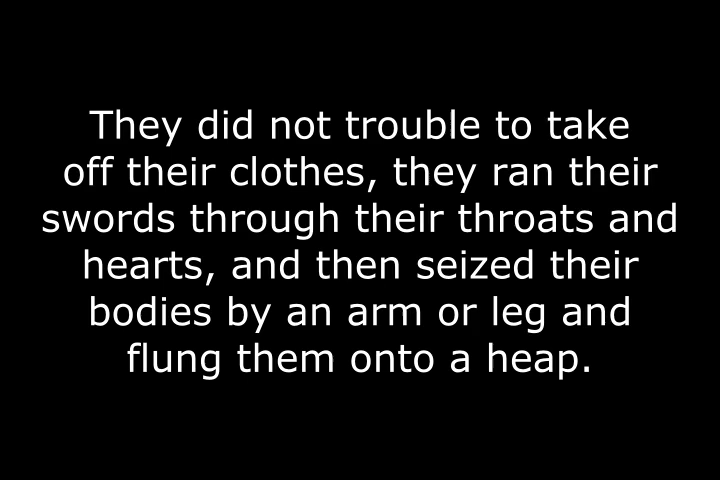 They did not trouble to take
off their clothes, they ran their
swords through their throats and
hearts, and then seized their
bodies by an arm or leg and
flung them onto a heap.